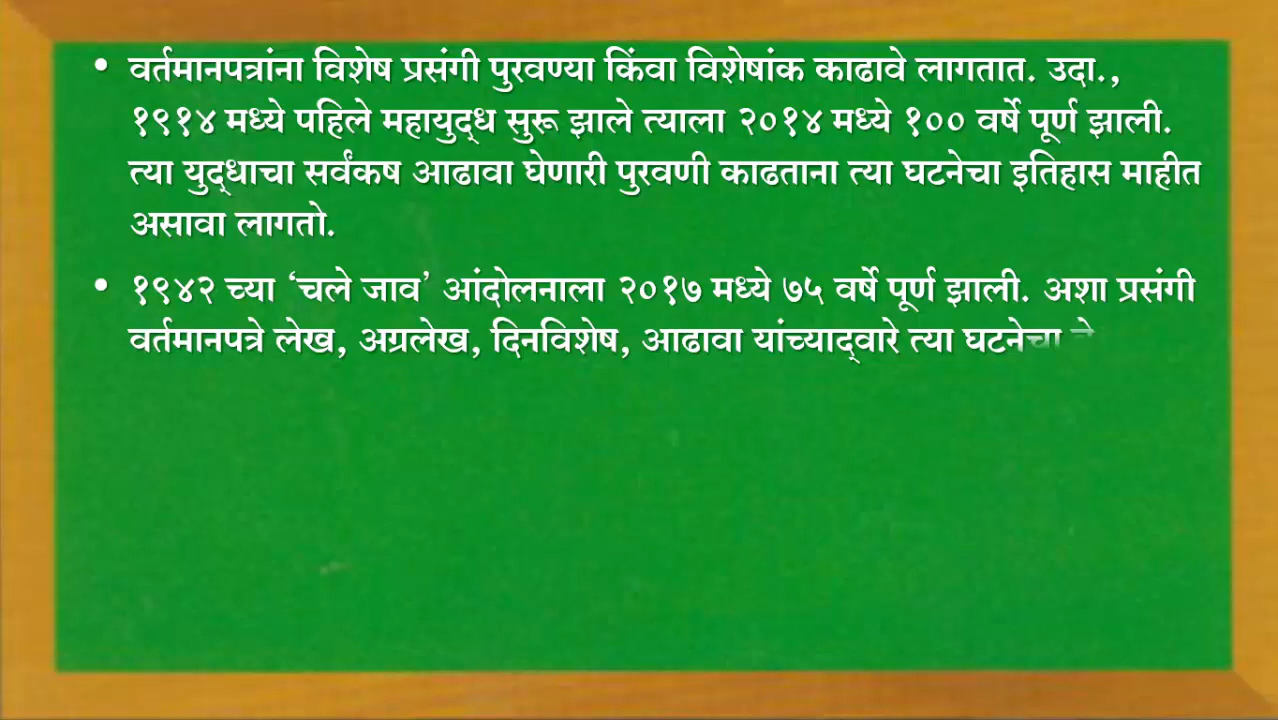 • वर्तमानपत्रांना विशेष प्रसंगी पुरवण्या किंवा विशेषांक काढावे लागतात. उदा.,
१९१४ मध्ये पहिले महायुद्ध सुरू झाले त्याला २०१४ मध्ये १०० वर्षे पूर्ण झाली.
त्या युद्धाचा सर्वंकष आढावा घेणारी पुरवणी काढताना त्या घटनेचा इतिहास माहीत
असावा लागतो.
• १९४२ च्या ‘चले जाव’ आंदोलनाला २०१७ मध्ये ७५ वर्षे पूर्ण झाली. अशा प्रसंगी
वर्तमानपत्रे लेख, अग्रलेख, दिनविशेष, आढावा यांच्याद्वारे त्या घटनेचा